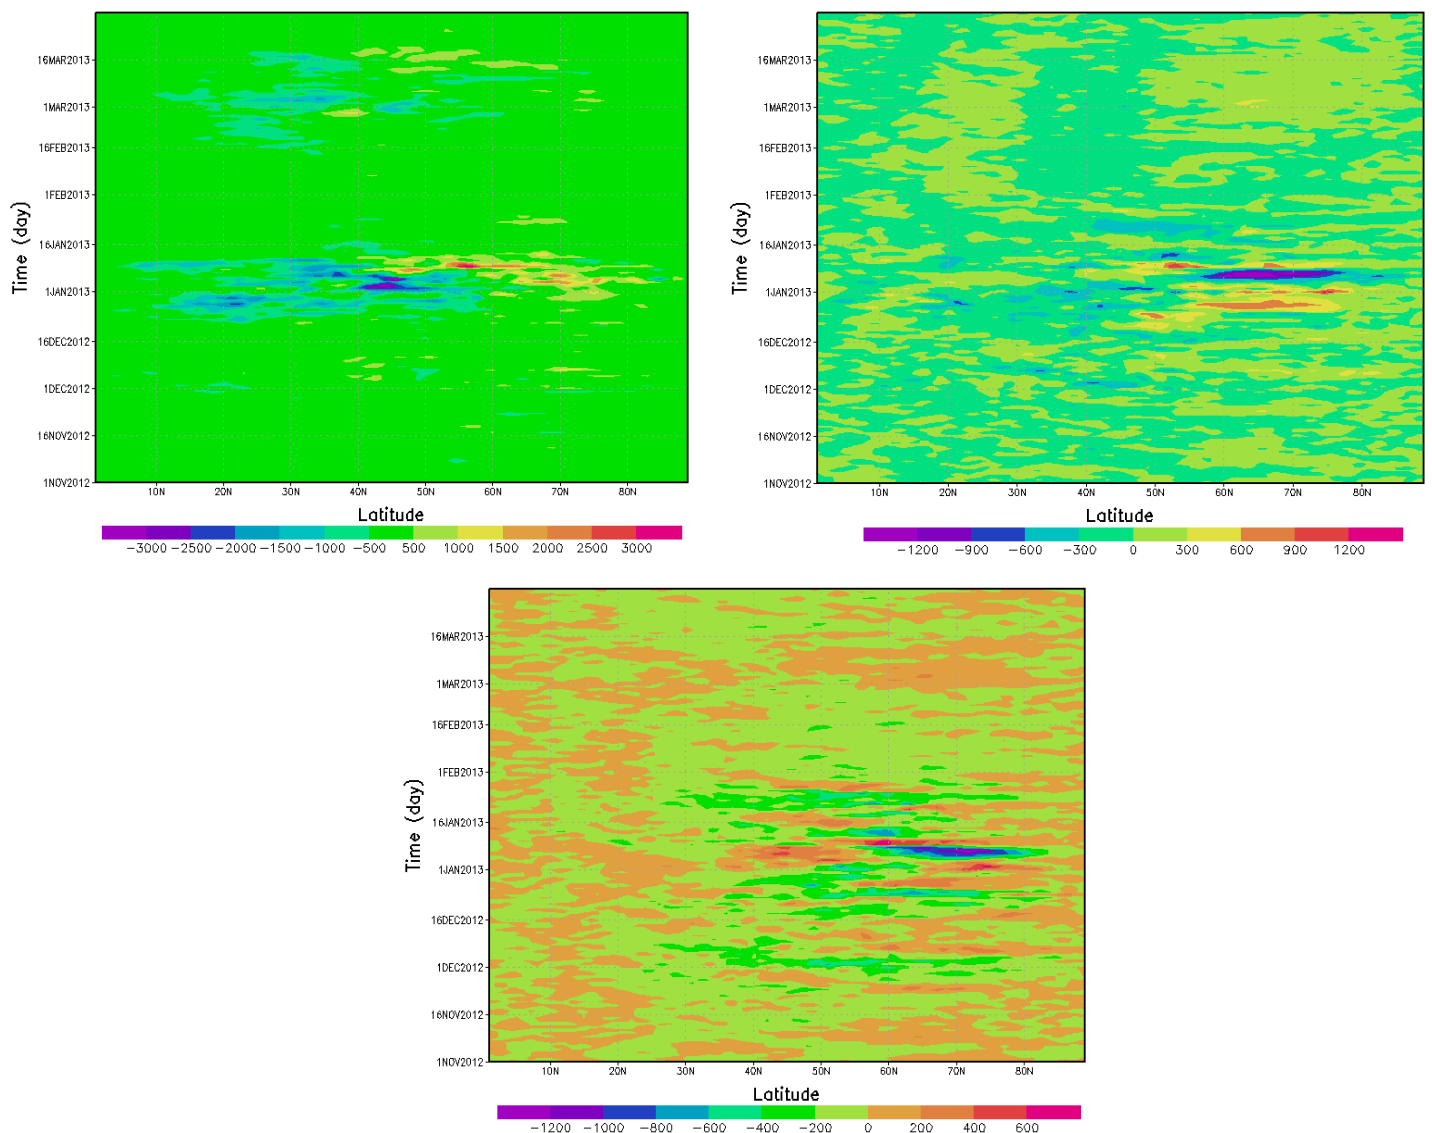 16MAR2013
1MAR2013
16FEB2013
1FEB2013
16JAN2013
1JAN2013
16DEC2012
1DEC2012
16NOV2012
1NOV2012
Time (day)
10N 20N 30N 40N 50N 60N 70N 80N
Latitude
−3000 −2500 −2000 −1500 −1000 −500 500 1000 1500 2000 2500 3000
16MAR2013
1MAR2013
16FEB2013
1FEB2013
16JAN2013
1JAN2013
16DEC2012
1DEC2012
16NOV2012
1NOV2012
Time (day)
10N 20N 30N 40N 50N 60N 70N 80N
Latitude
−1200 −900 −600 −300 0 300 600 900 1200
16MAR2013
1MAR2013
16FEB2013
1FEB2013
16JAN2013
1JAN2013
16DEC2012
1DEC2012
16NOV2012
1NOV2012
Time (day)
10N 20N 30N 40N 50N 60N 70N 80N
Latitude
−1200 −1000 −800 −600 −400 −200 0 200 400 600